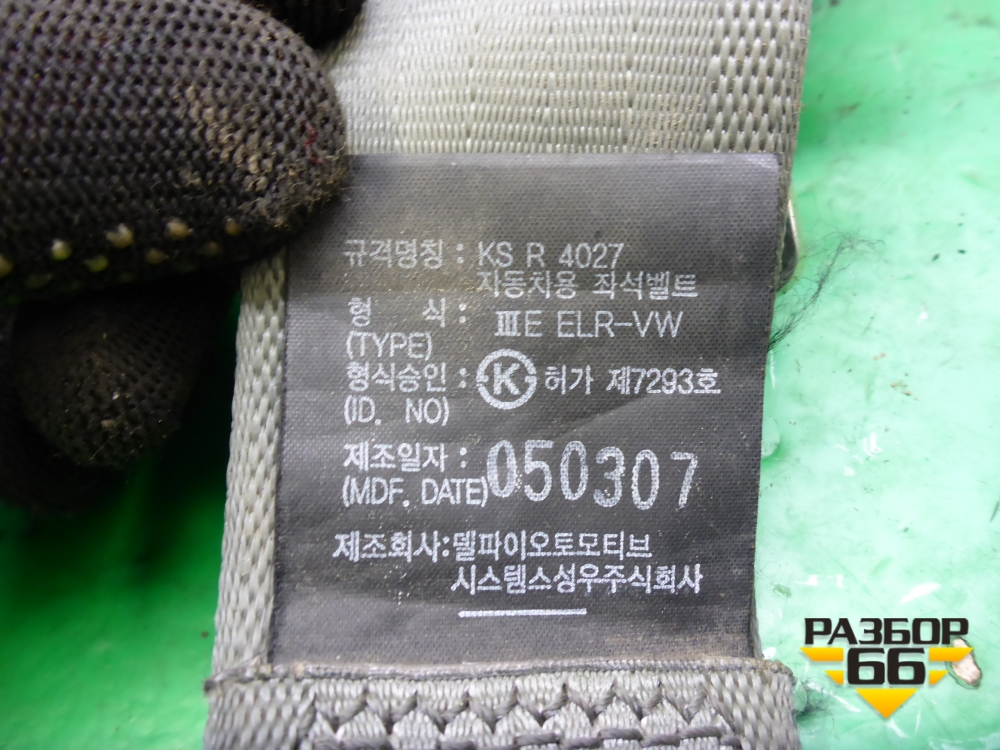 규격명칭 : KS R 4027
자동차용 좌석벨트
형 식 : ⅢE ELR-VW
(TYPE)
형식승인 : K 허가 제7293호
(ID. NO)
제조일자 : 050307
(MDF. DATE)
제조회사:델파이오토모티브
시스템스성우주식회사
РАЗБОР
66